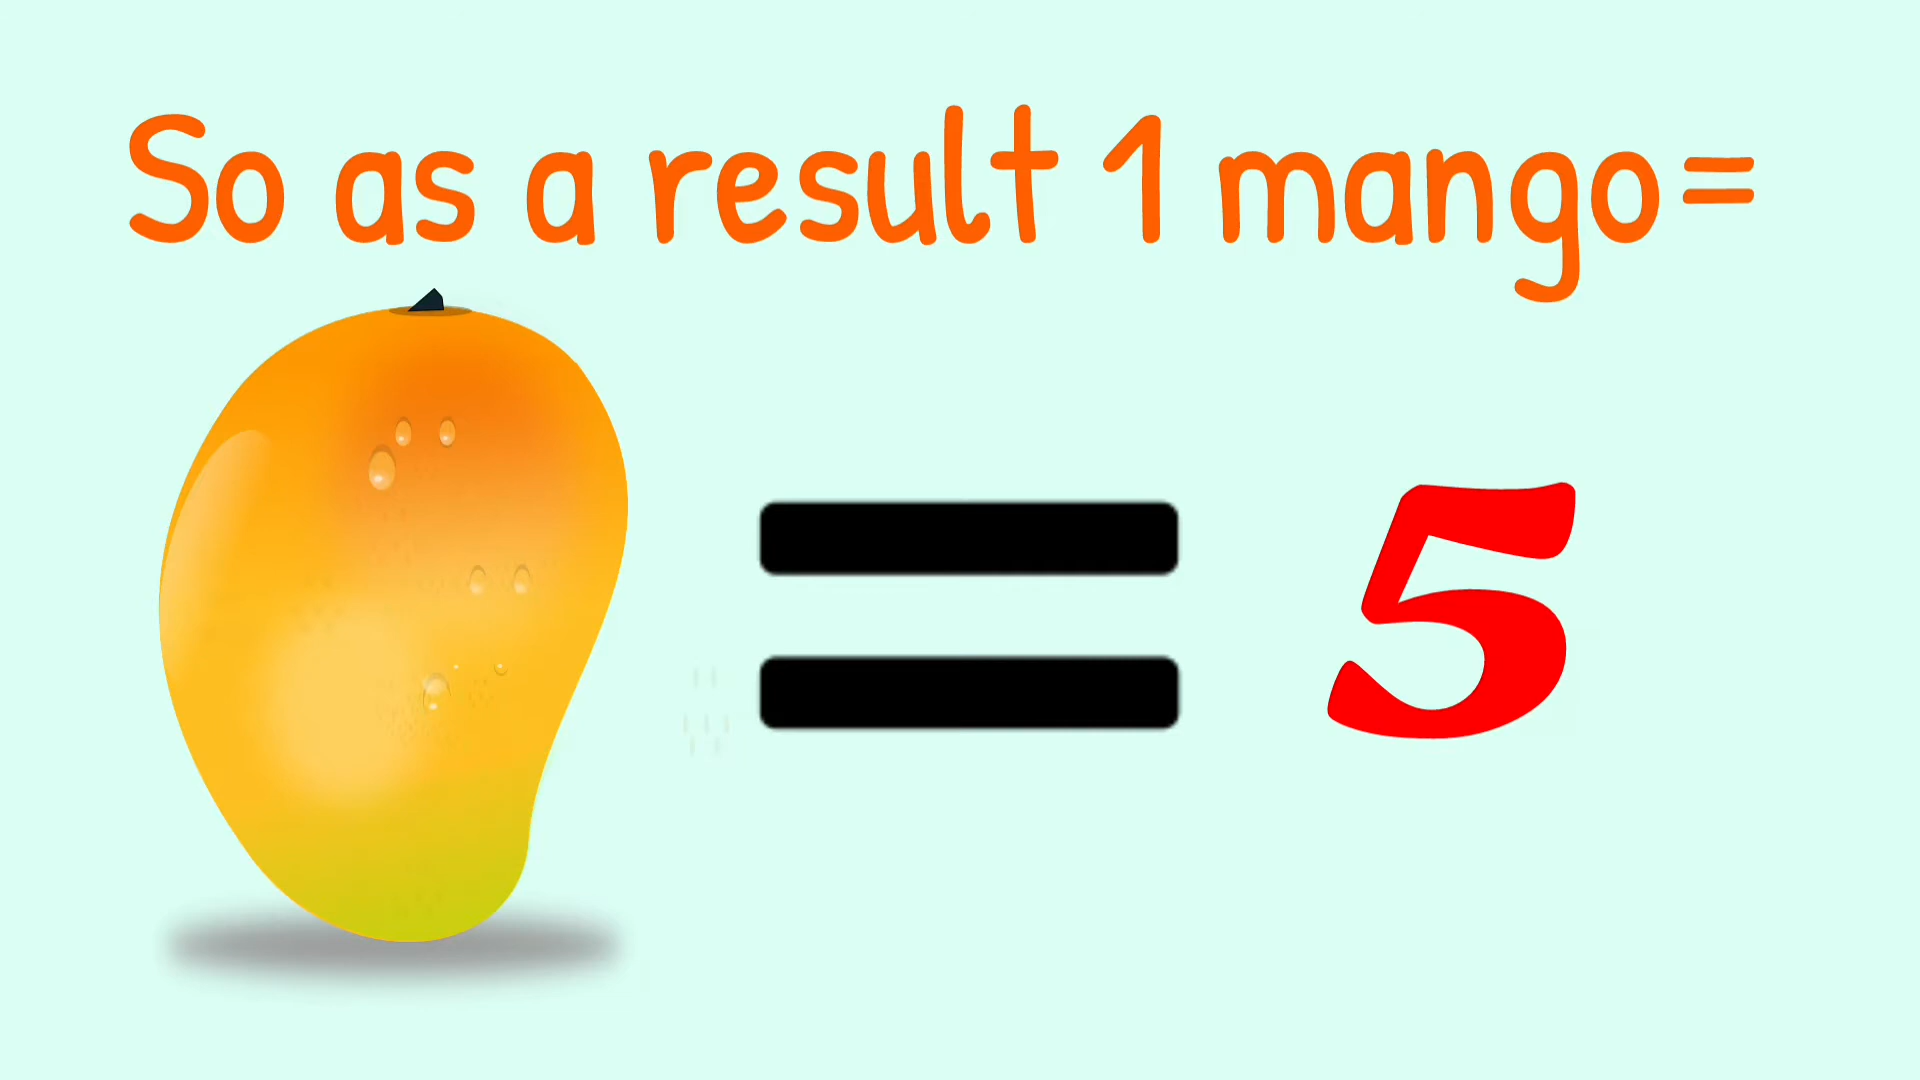 So as a result 1 mango=
= 5